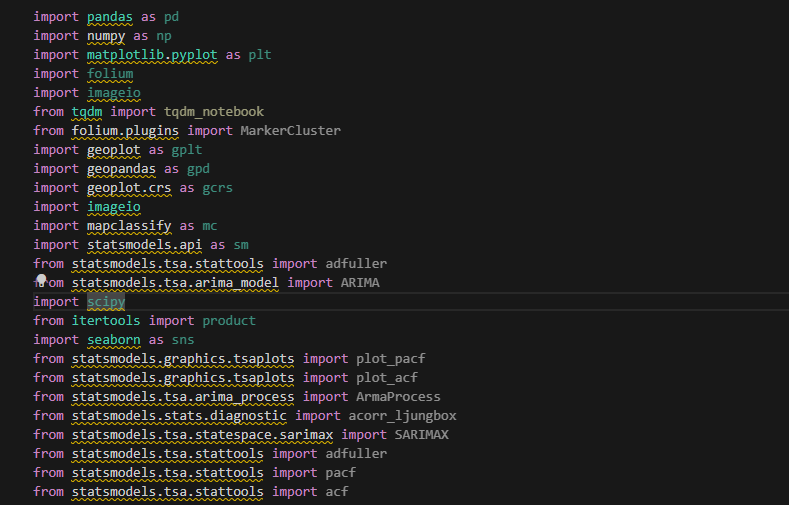 import pandas as pd
import numpy as np
import matplotlib.pyplot as plt
import folium
import imageio
from tqdm import tqdm_notebook
from folium.plugins import MarkerCluster
import geoplot as gplt
import geopandas as gpd
import geoplot.crs as gcrs
import imageio
import mapclassify as mc
import statsmodels.api as sm
from statsmodels.tsa.stattools import adfuller
from statsmodels.tsa.arima_model import ARIMA
import scipy
from itertools import product
import seaborn as sns
from statsmodels.graphics.tsaplots import plot_pacf
from statsmodels.graphics.tsaplots import plot_acf
from statsmodels.tsa.arima_process import ArmaProcess
from statsmodels.stats.diagnostic import acorr_ljungbox
from statsmodels.tsa.statespace.sarimax import SARIMAX
from statsmodels.tsa.stattools import adfuller
from statsmodels.tsa.stattools import pacf
from statsmodels.tsa.stattools import acf